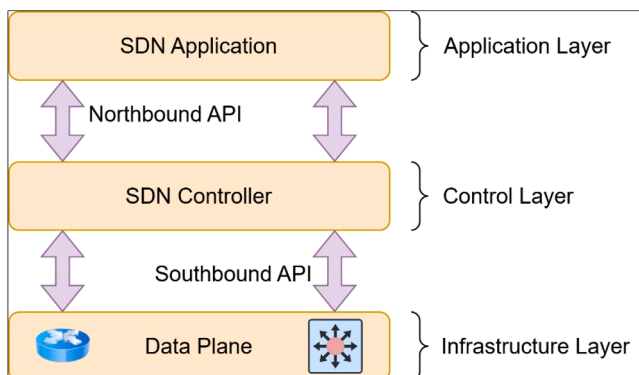 SDN Application
Application Layer
Northbound API
SDN Controller
Control Layer
Southbound API
Data Plane
Infrastructure Layer